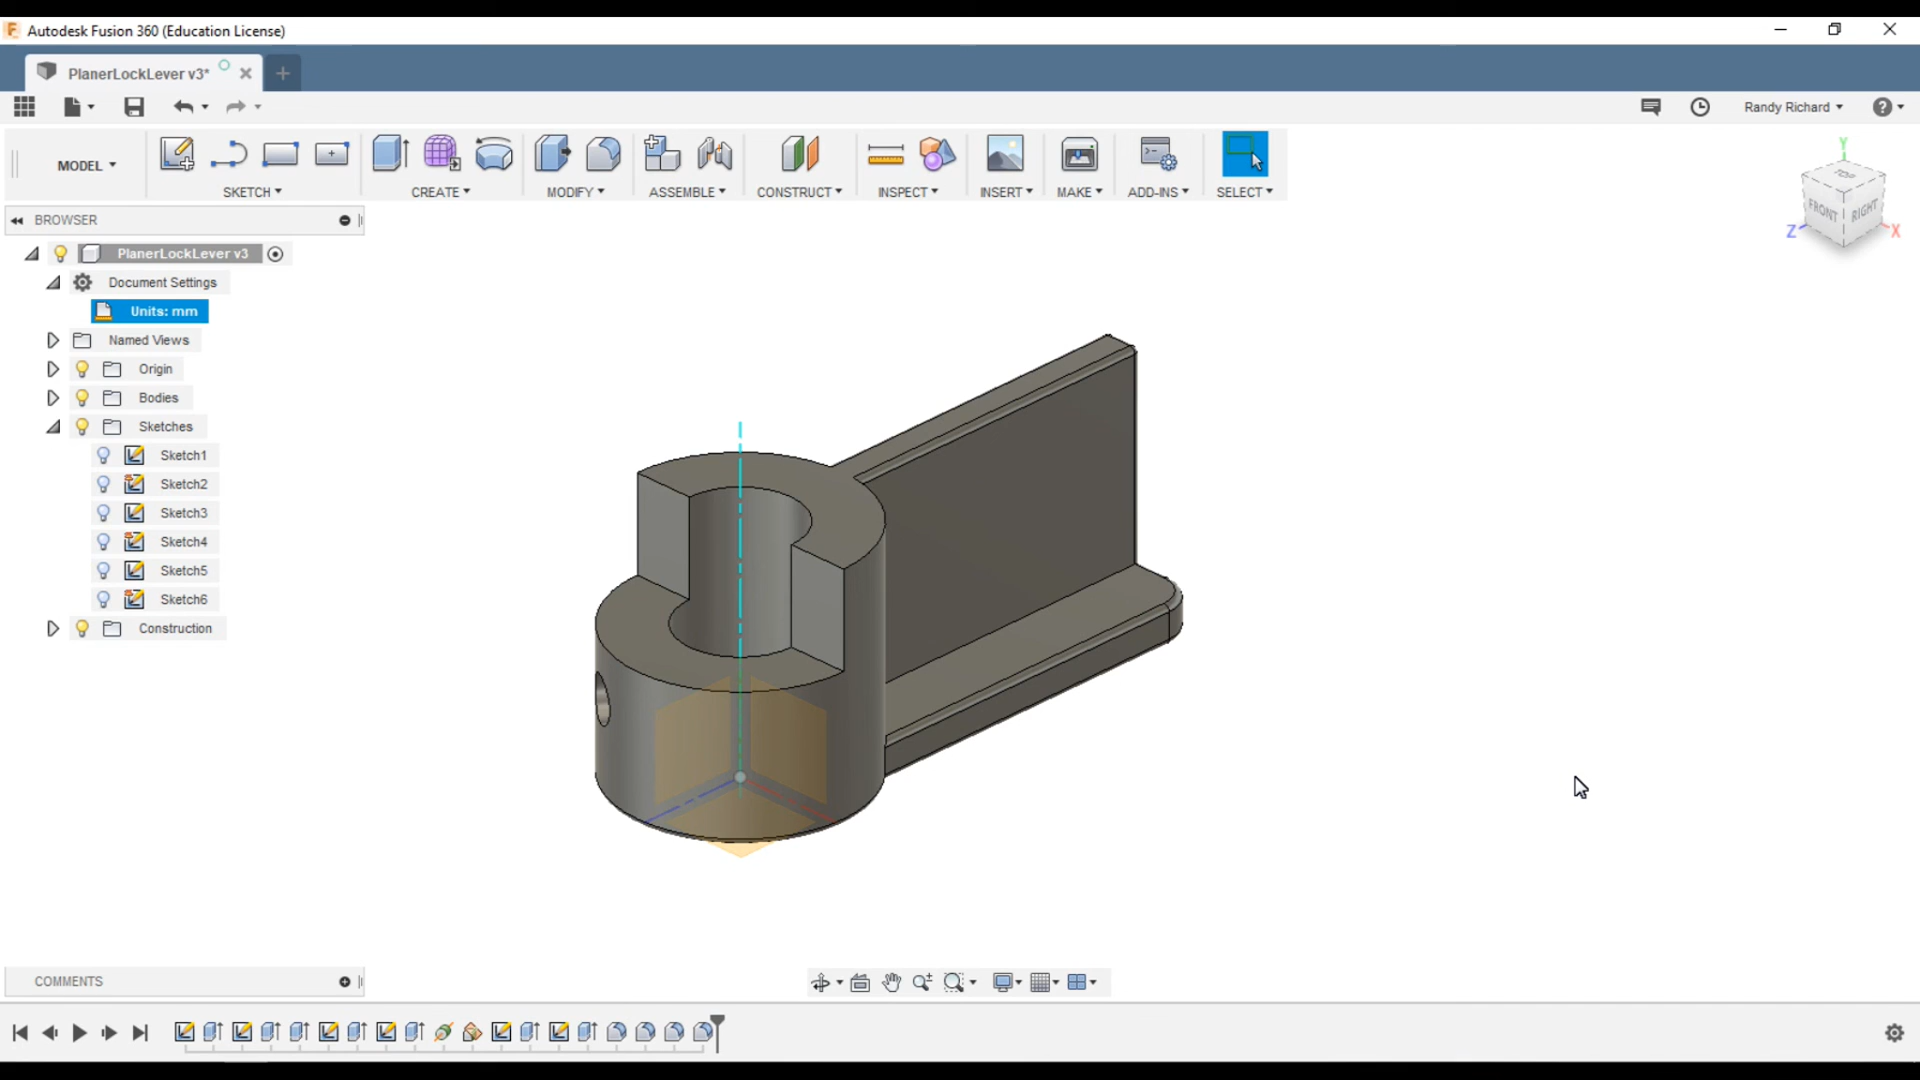 Autodesk Fusion 360 (Education License)
PlanerLockLever v3*
Randy Richard
MODEL
SKETCH
CREATE
MODIFY
ASSEMBLE
CONSTRUCT
INSPECT
INSERT
MAKE
ADD-INS
SELECT
Y
TOP
FRONT
RIGHT
Z
X
BROWSER
PlanerLockLever v3
Document Settings
Units: mm
Named Views
Origin
Bodies
Sketches
Sketch1
Sketch2
Sketch3
Sketch4
Sketch5
Sketch6
Construction
COMMENTS